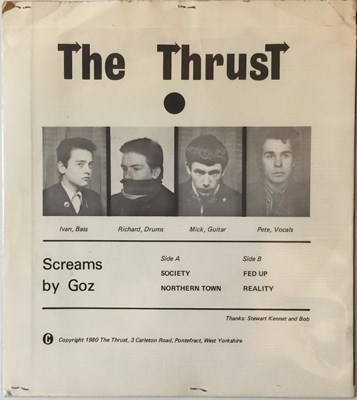 The Thrust
Ivan, Bass Richard, Drums Mick, Guitar Pete, Vocals
Screams by Goz
Side A
SOCIETY
NORTHERN TOWN
Side B
FED UP
REALITY
Thanks: Stewart Kennet and Bob
C Copyright 1980 The Thrust, 3 Carleton Road, Pontefract, West Yorkshire